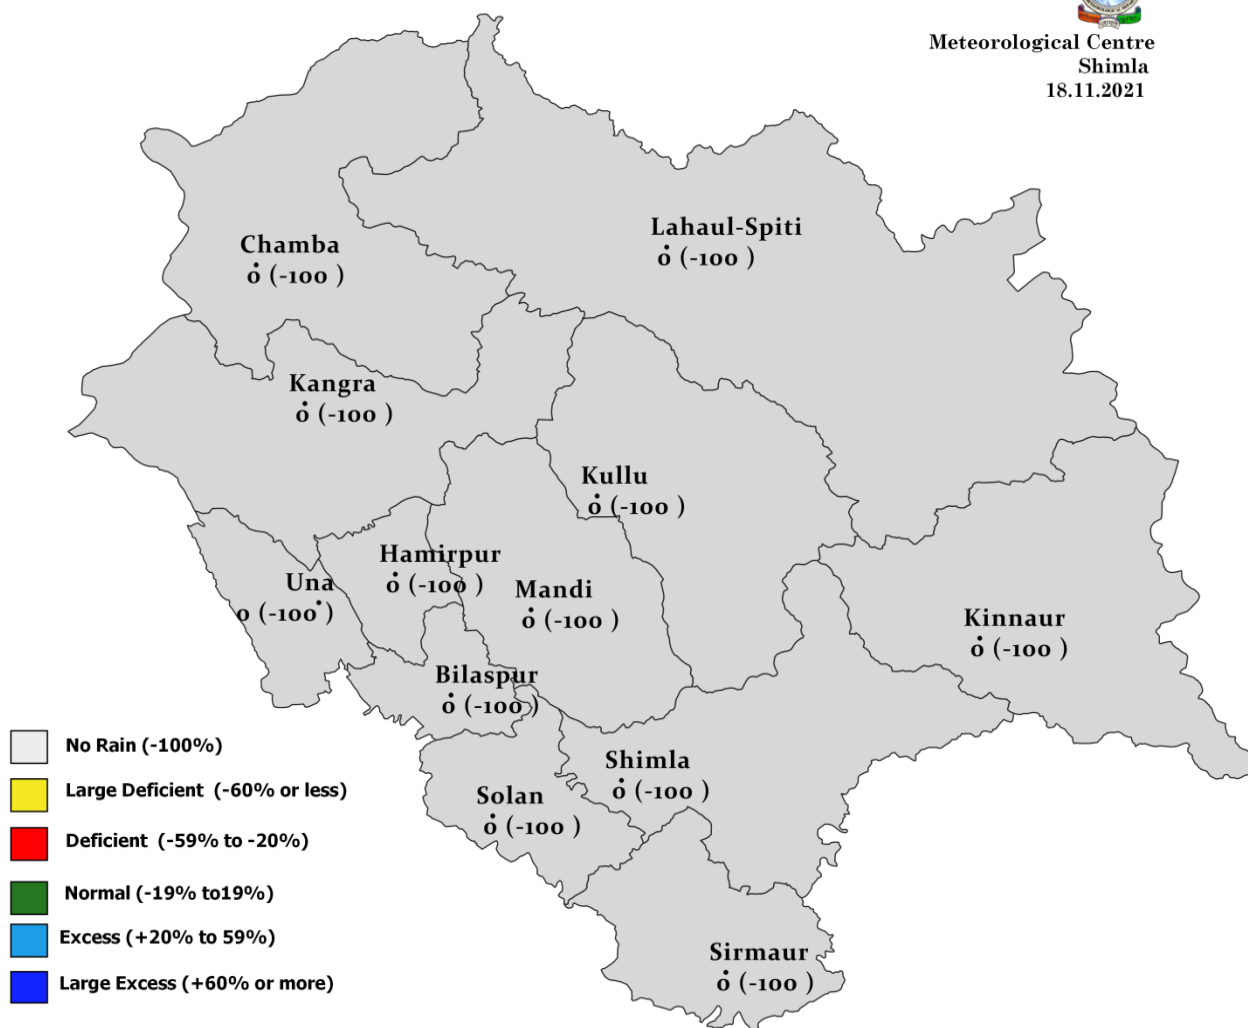 Meteorological Centre
Shimla
18.11.2021
Lahaul-Spiti
0 (-100 )
Chamba
0 (-100 )
Kangra
0 (-100 )
Kullu
0 (-100 )
Hamirpur
0 (-100 )
Una
0 (-100 )
Mandi
0 (-100 )
Kinnaur
0 (-100 )
Bilaspur
0 (-100 )
Shimla
0 (-100 )
Solan
0 (-100 )
Sirmaur
0 (-100 )
No Rain (-100%)
Large Deficient (-60% or less)
Deficient (-59% to -20%)
Normal (-19% to19%)
Excess (+20% to 59%)
Large Excess (+60% or more)